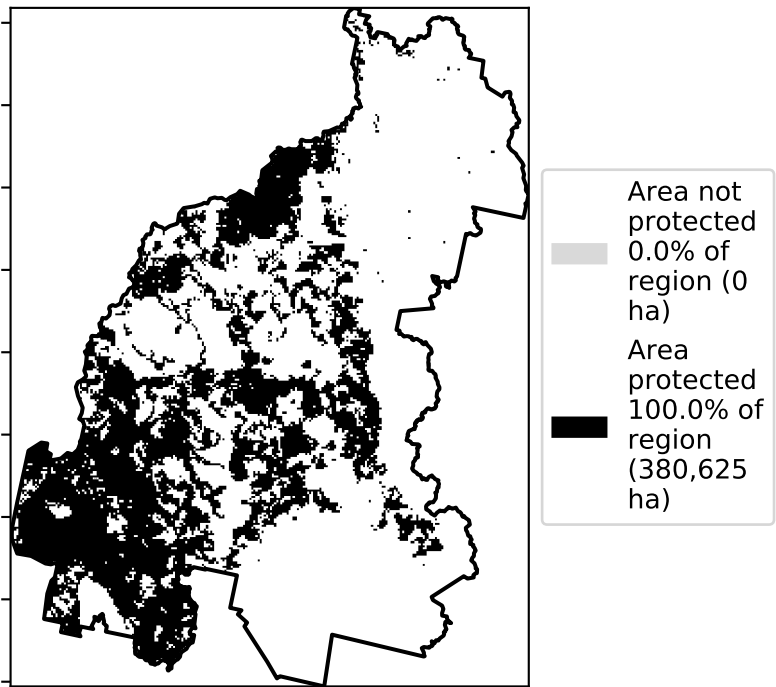 Area not
protected
0.0% of
region (0
ha)
Area
protected
100.0% of
region
(380,625
ha)